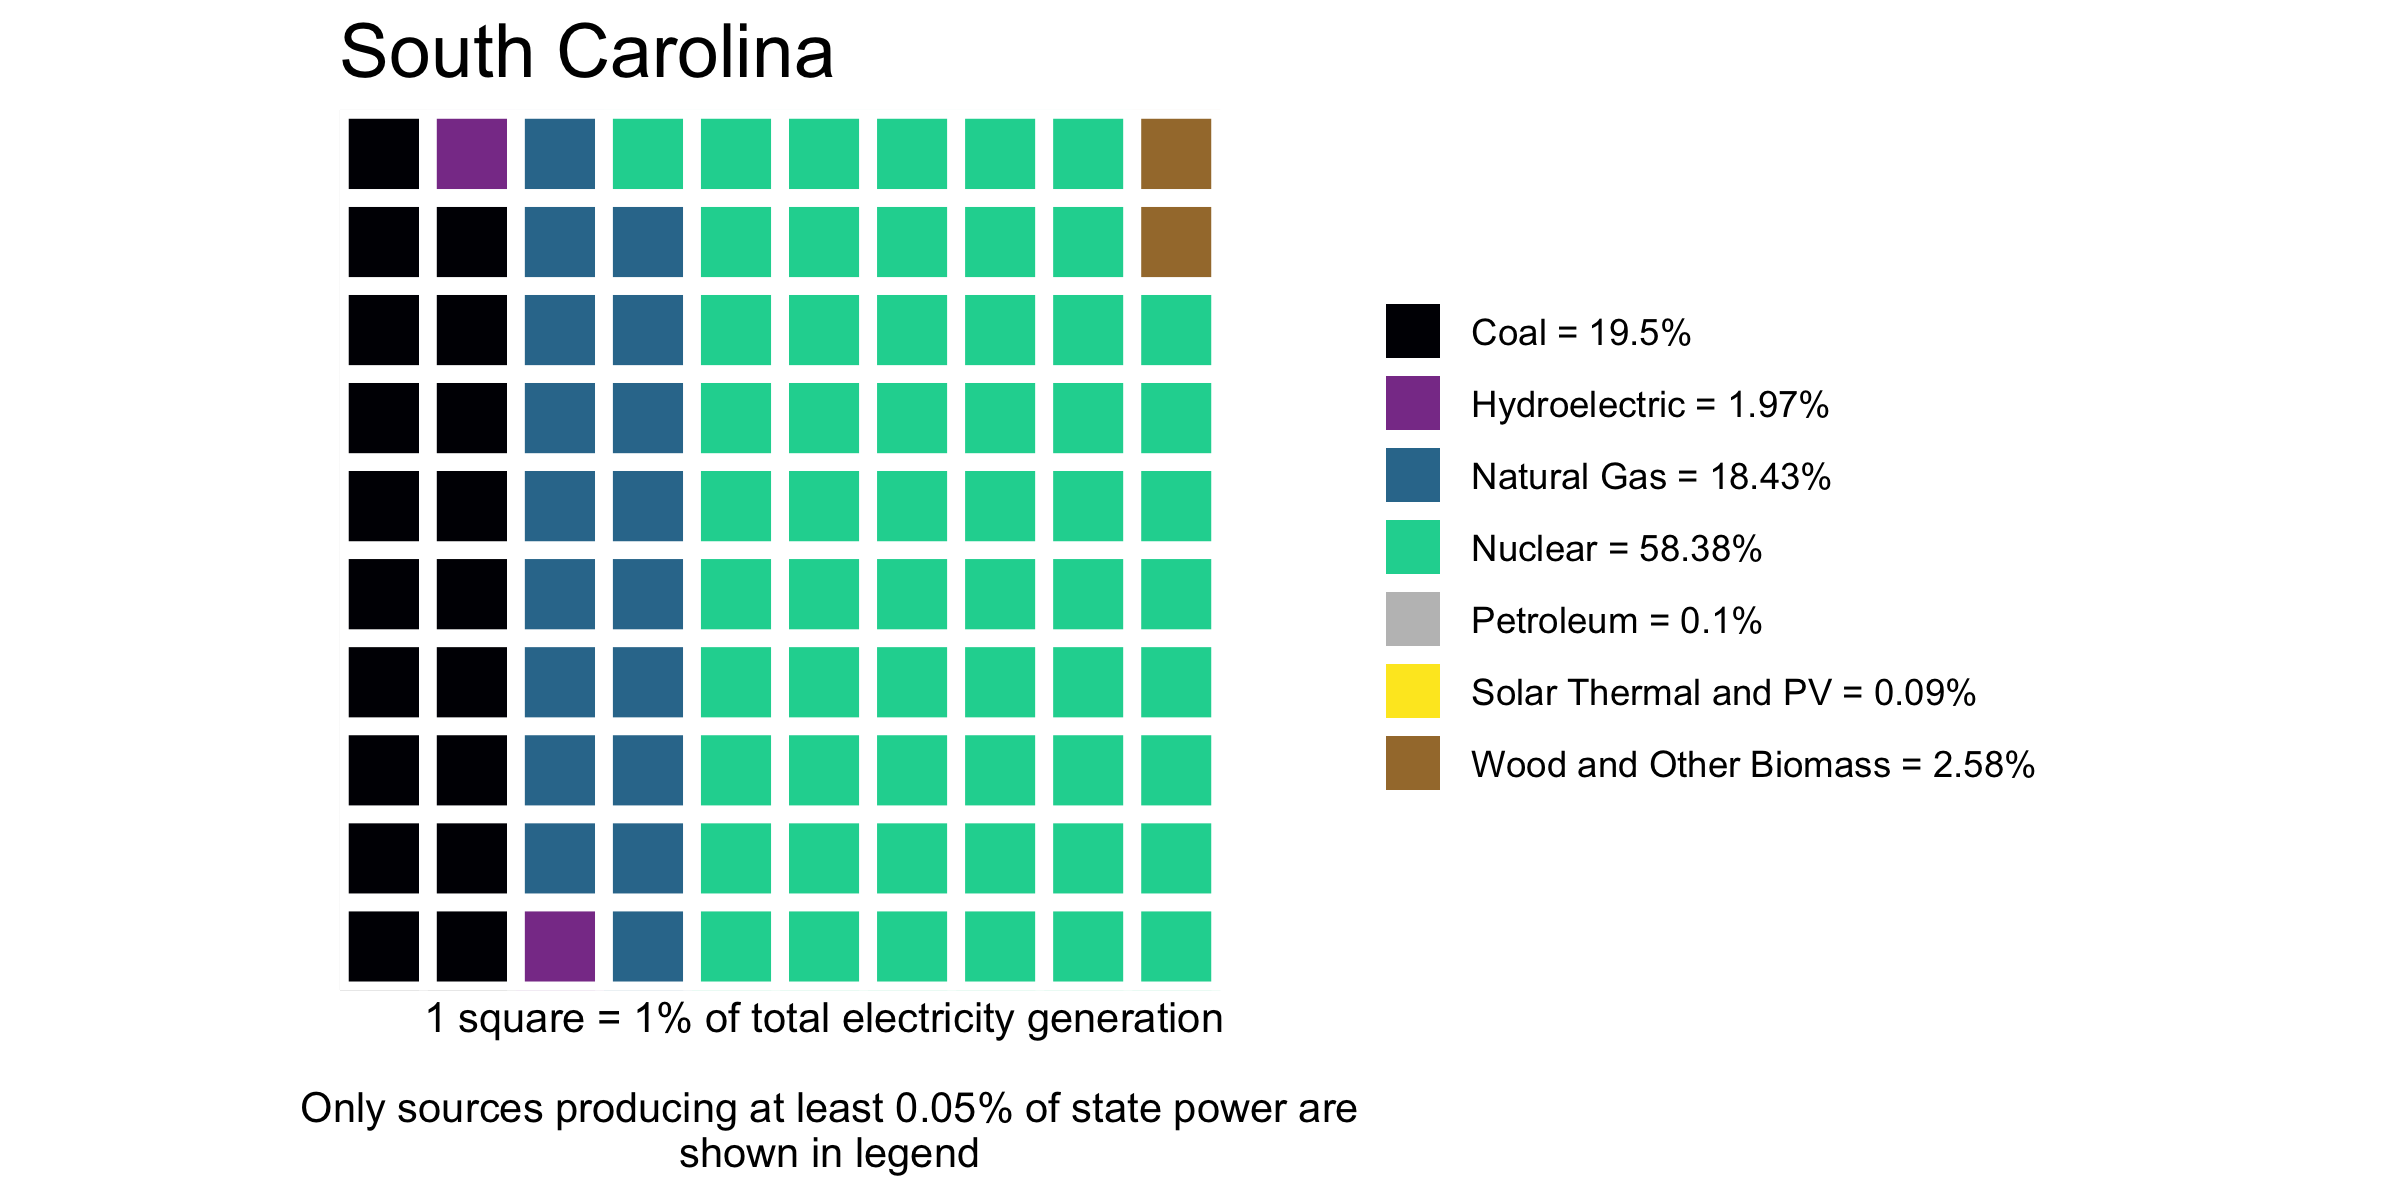 South Carolina
Coal = 19.5%
Hydroelectric = 1.97%
Natural Gas = 18.43%
Nuclear = 58.38%
Petroleum = 0.1%
Solar Thermal and PV = 0.09%
Wood and Other Biomass = 2.58%
1 square = 1% of total electricity generation
Only sources producing at least 0.05% of state power are
shown in legend